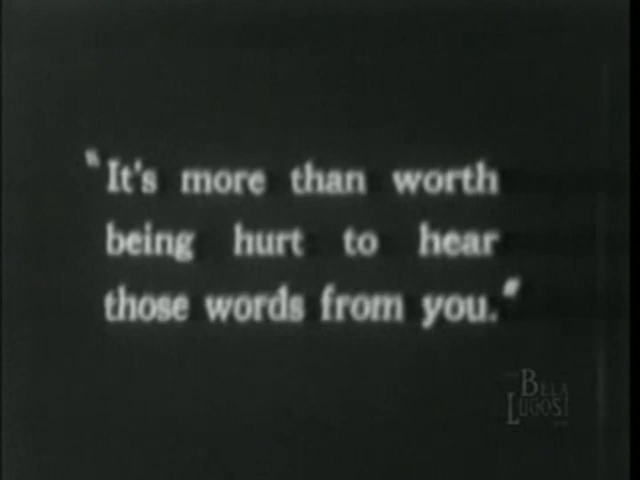 "It's more than worth
being hurt to hear
those words from you."
BELA
LUGOSI